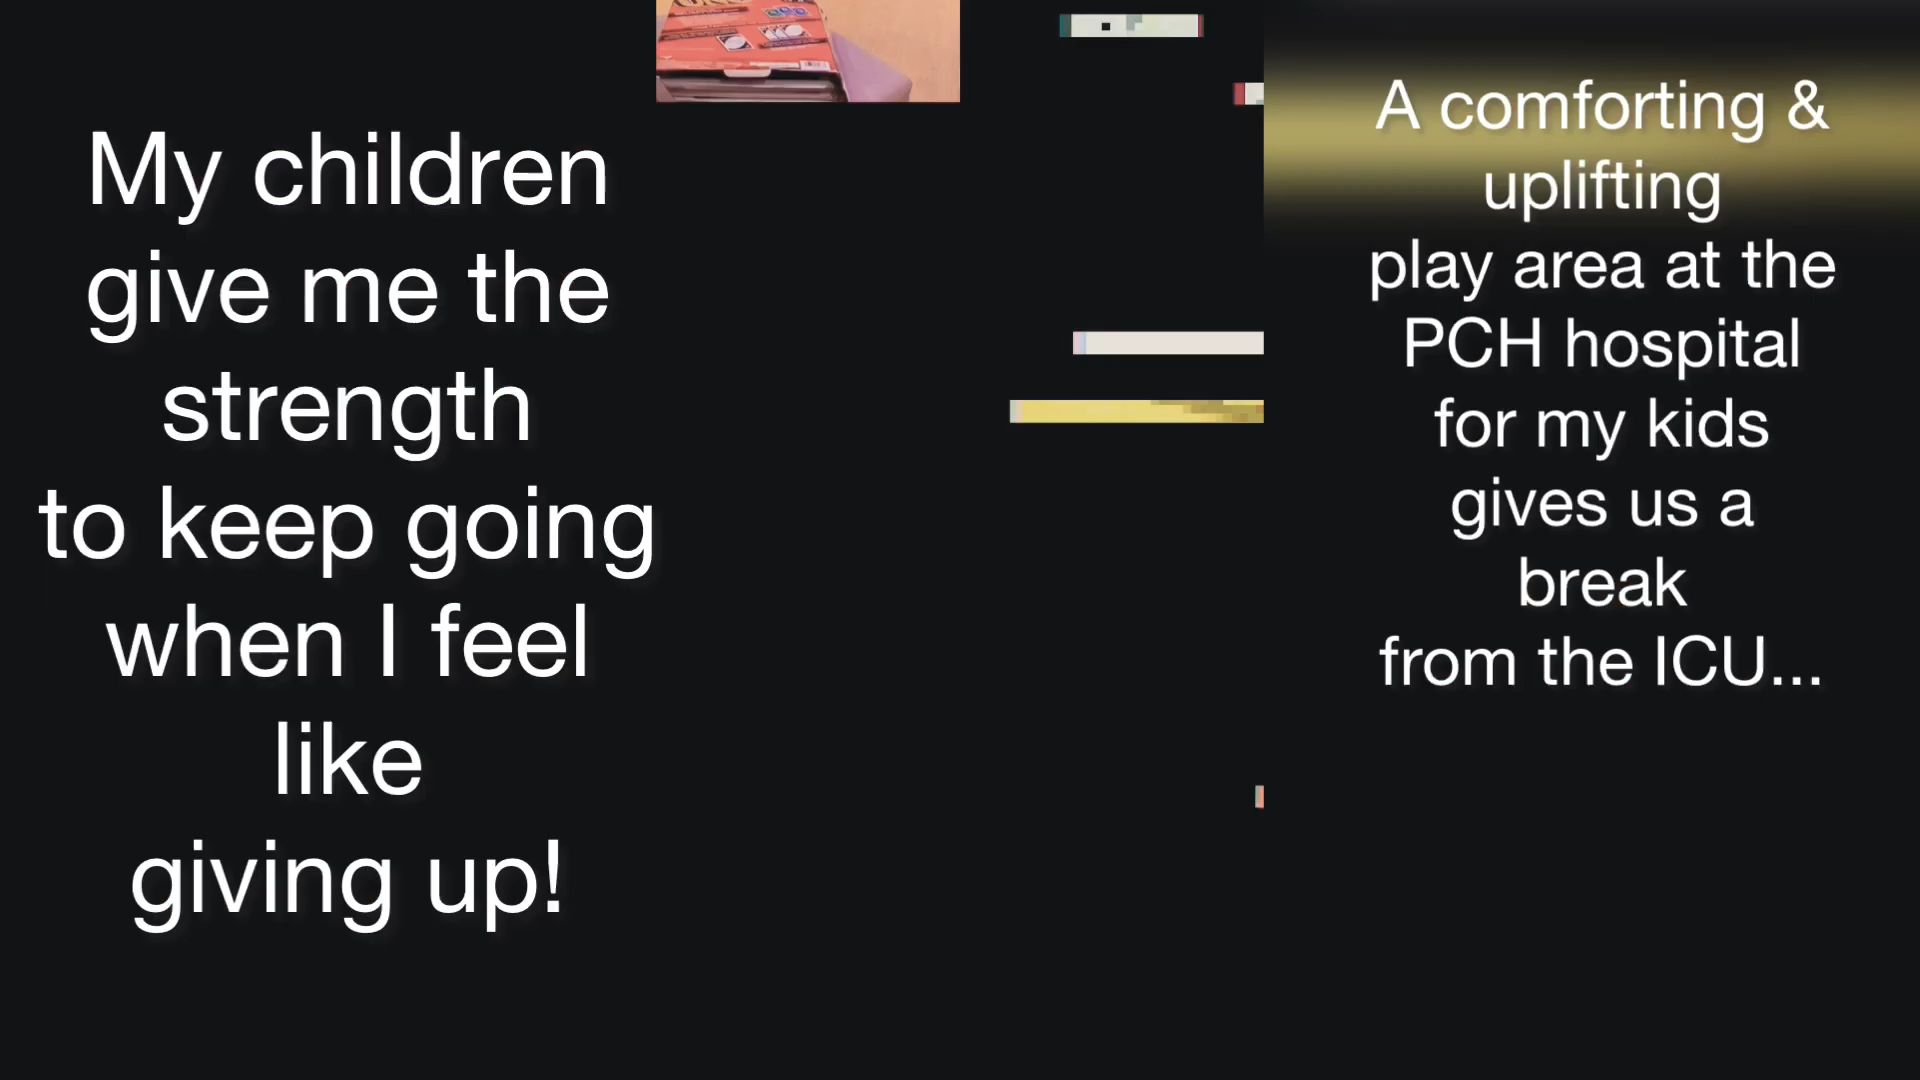 My children
give me the
strength
to keep going
when I feel
like
giving up!
A comforting &
uplifting
play area at the
PCH hospital
for my kids
gives us a
break
from the ICU...